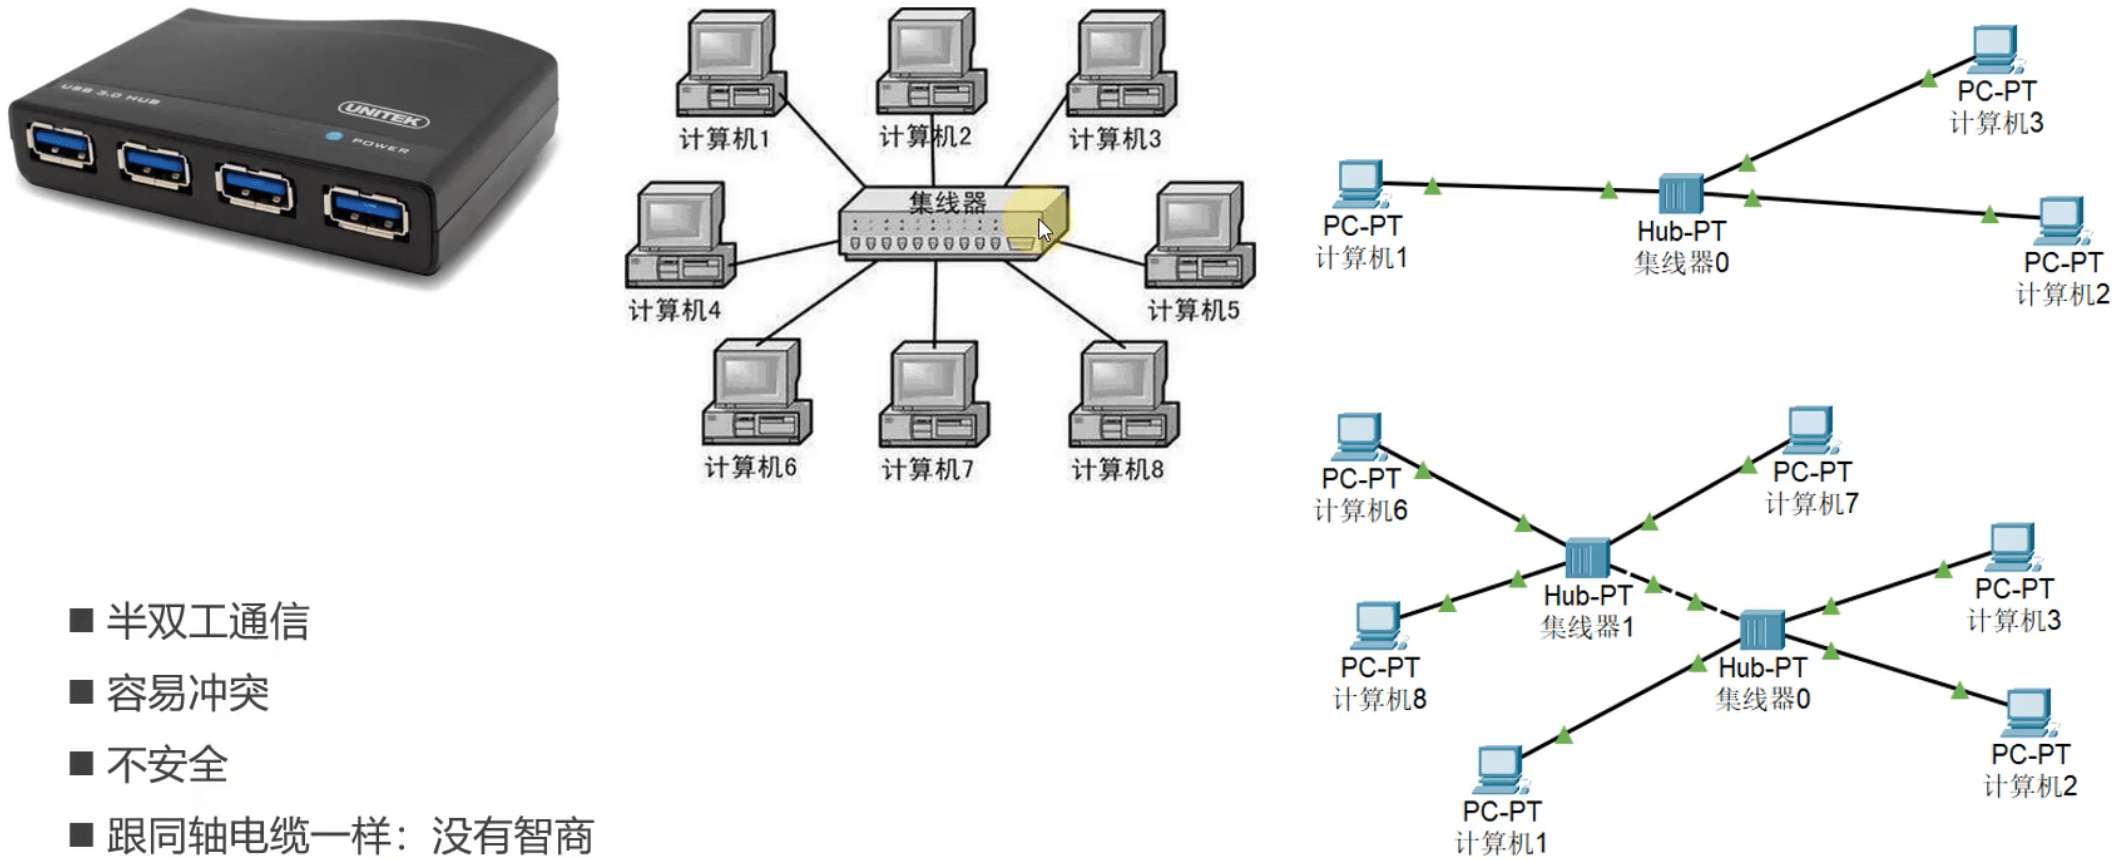 USB 3.0 HUB
UNITEK
POWER
计算机1
计算机2
计算机3
集线器
计算机4
计算机5
计算机6
计算机7
计算机8
PC-PT
计算机3
PC-PT
计算机1
Hub-PT
集线器0
PC-PT
计算机2
PC-PT
计算机6
PC-PT
计算机7
Hub-PT
集线器1
PC-PT
计算机3
PC-PT
计算机8
Hub-PT
集线器0
PC-PT
计算机2
PC-PT
计算机1
■ 半双工通信
■ 容易冲突
■ 不安全
■ 跟同轴电缆一样：没有智商